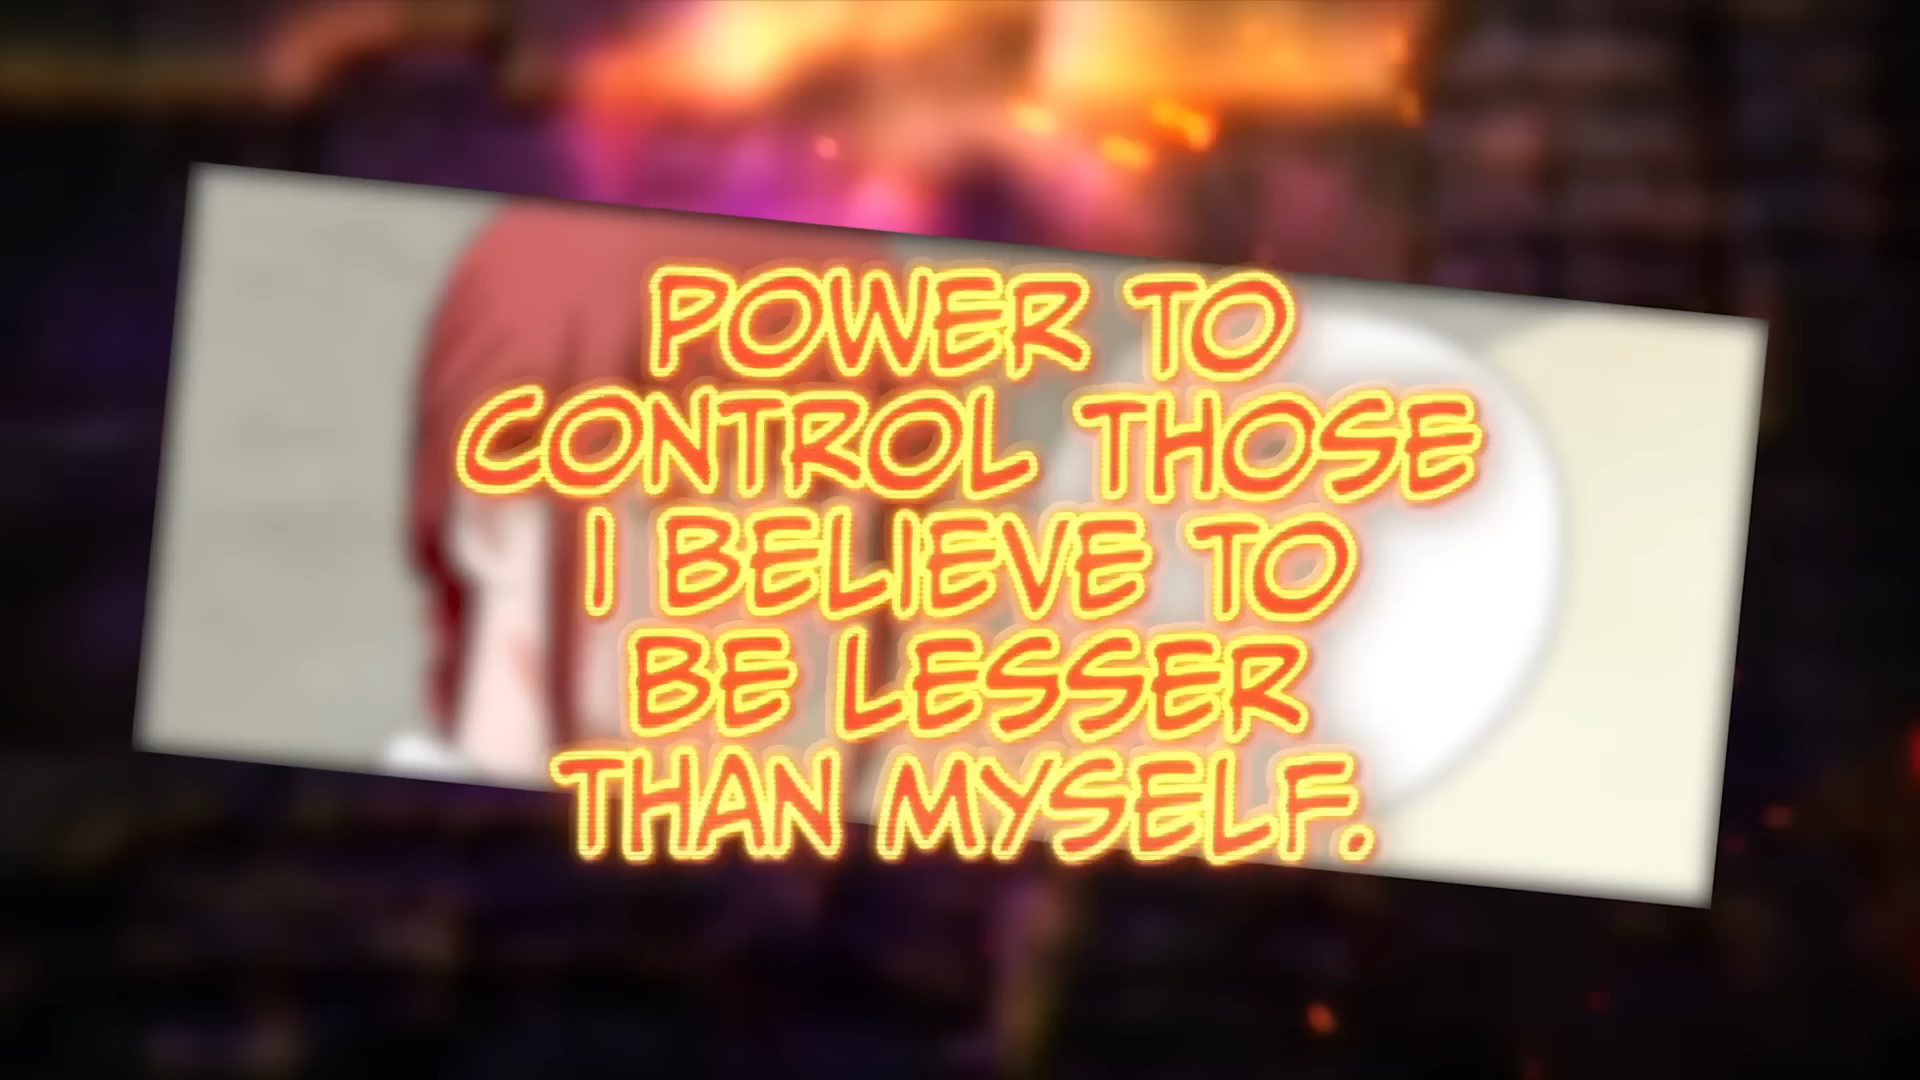 POWER TO
CONTROL THOSE
I BELIEVE TO
BE LESSER
THAN MYSELF.